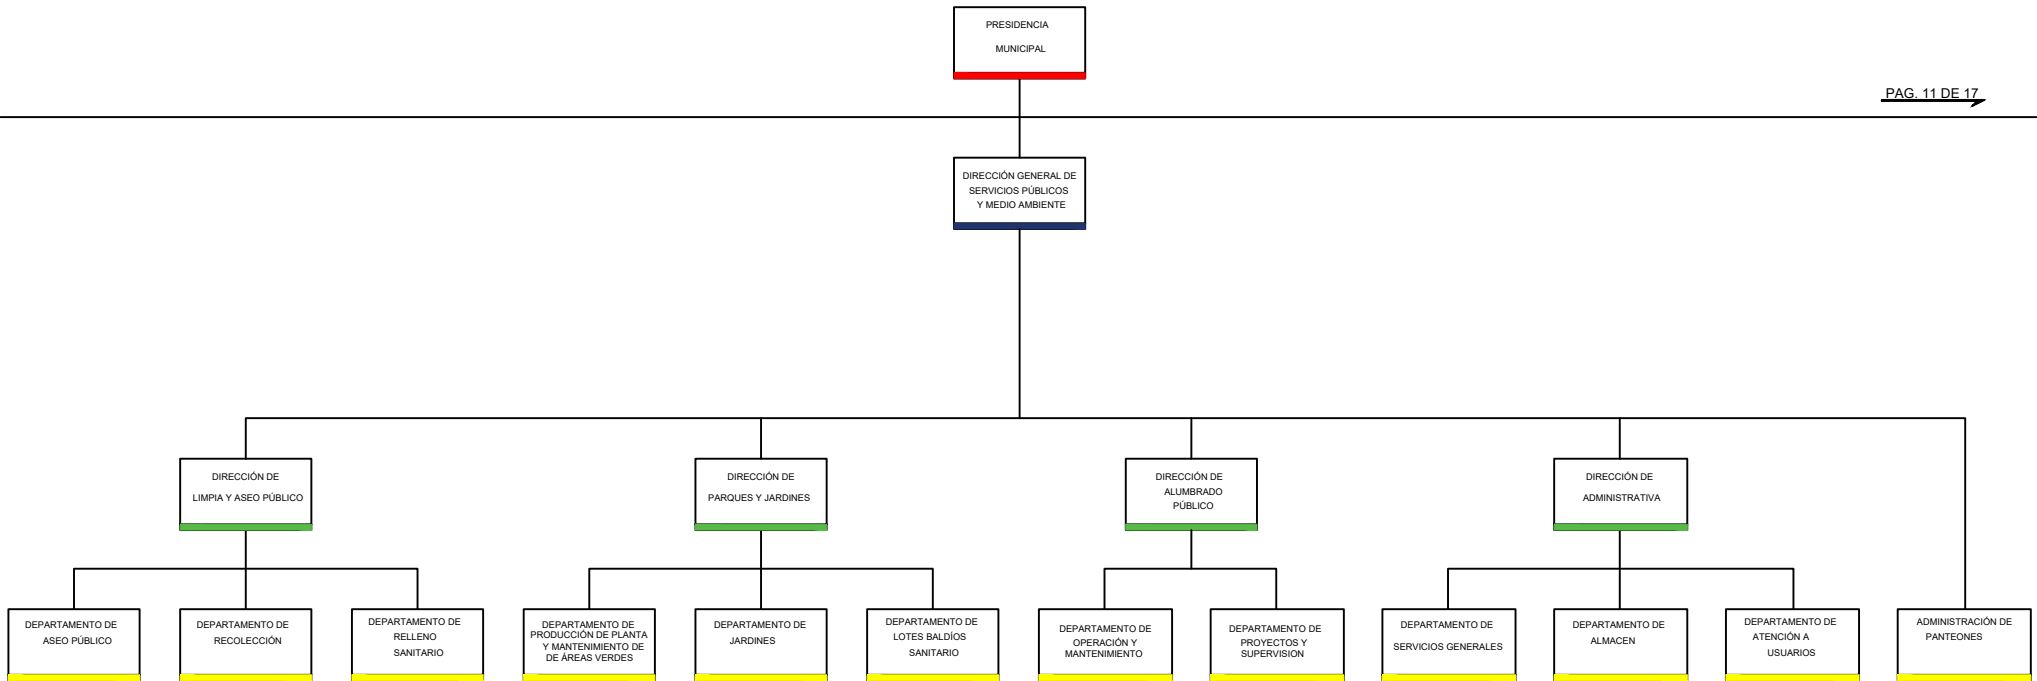 PRESIDENCIA
MUNICIPAL
PAG. 11 DE 17
DIRECCIÓN GENERAL DE
SERVICIOS PÚBLICOS
Y MEDIO AMBIENTE
DIRECCIÓN DE
LIMPIA Y ASEO PÚBLICO
DIRECCIÓN DE
PARQUES Y JARDINES
DIRECCIÓN DE
ALUMBRADO
PÚBLICO
DIRECCIÓN DE
ADMINISTRATIVA
DEPARTAMENTO DE
ASEO PÚBLICO
DEPARTAMENTO DE
RECOLECCIÓN
DEPARTAMENTO DE
RELLENO
SANITARIO
DEPARTAMENTO DE
PRODUCCIÓN DE PLANTA
Y MANTENIMIENTO DE
DE ÁREAS VERDES
DEPARTAMENTO DE
JARDINES
DEPARTAMENTO DE
LOTES BALDÍOS
SANITARIO
DEPARTAMENTO DE
OPERACIÓN Y
MANTENIMIENTO
DEPARTAMENTO DE
PROYECTOS Y
SUPERVISION
DEPARTAMENTO DE
SERVICIOS GENERALES
DEPARTAMENTO DE
ALMACEN
DEPARTAMENTO DE
ATENCIÓN A
USUARIOS
ADMINISTRACIÓN DE
PANTEONES